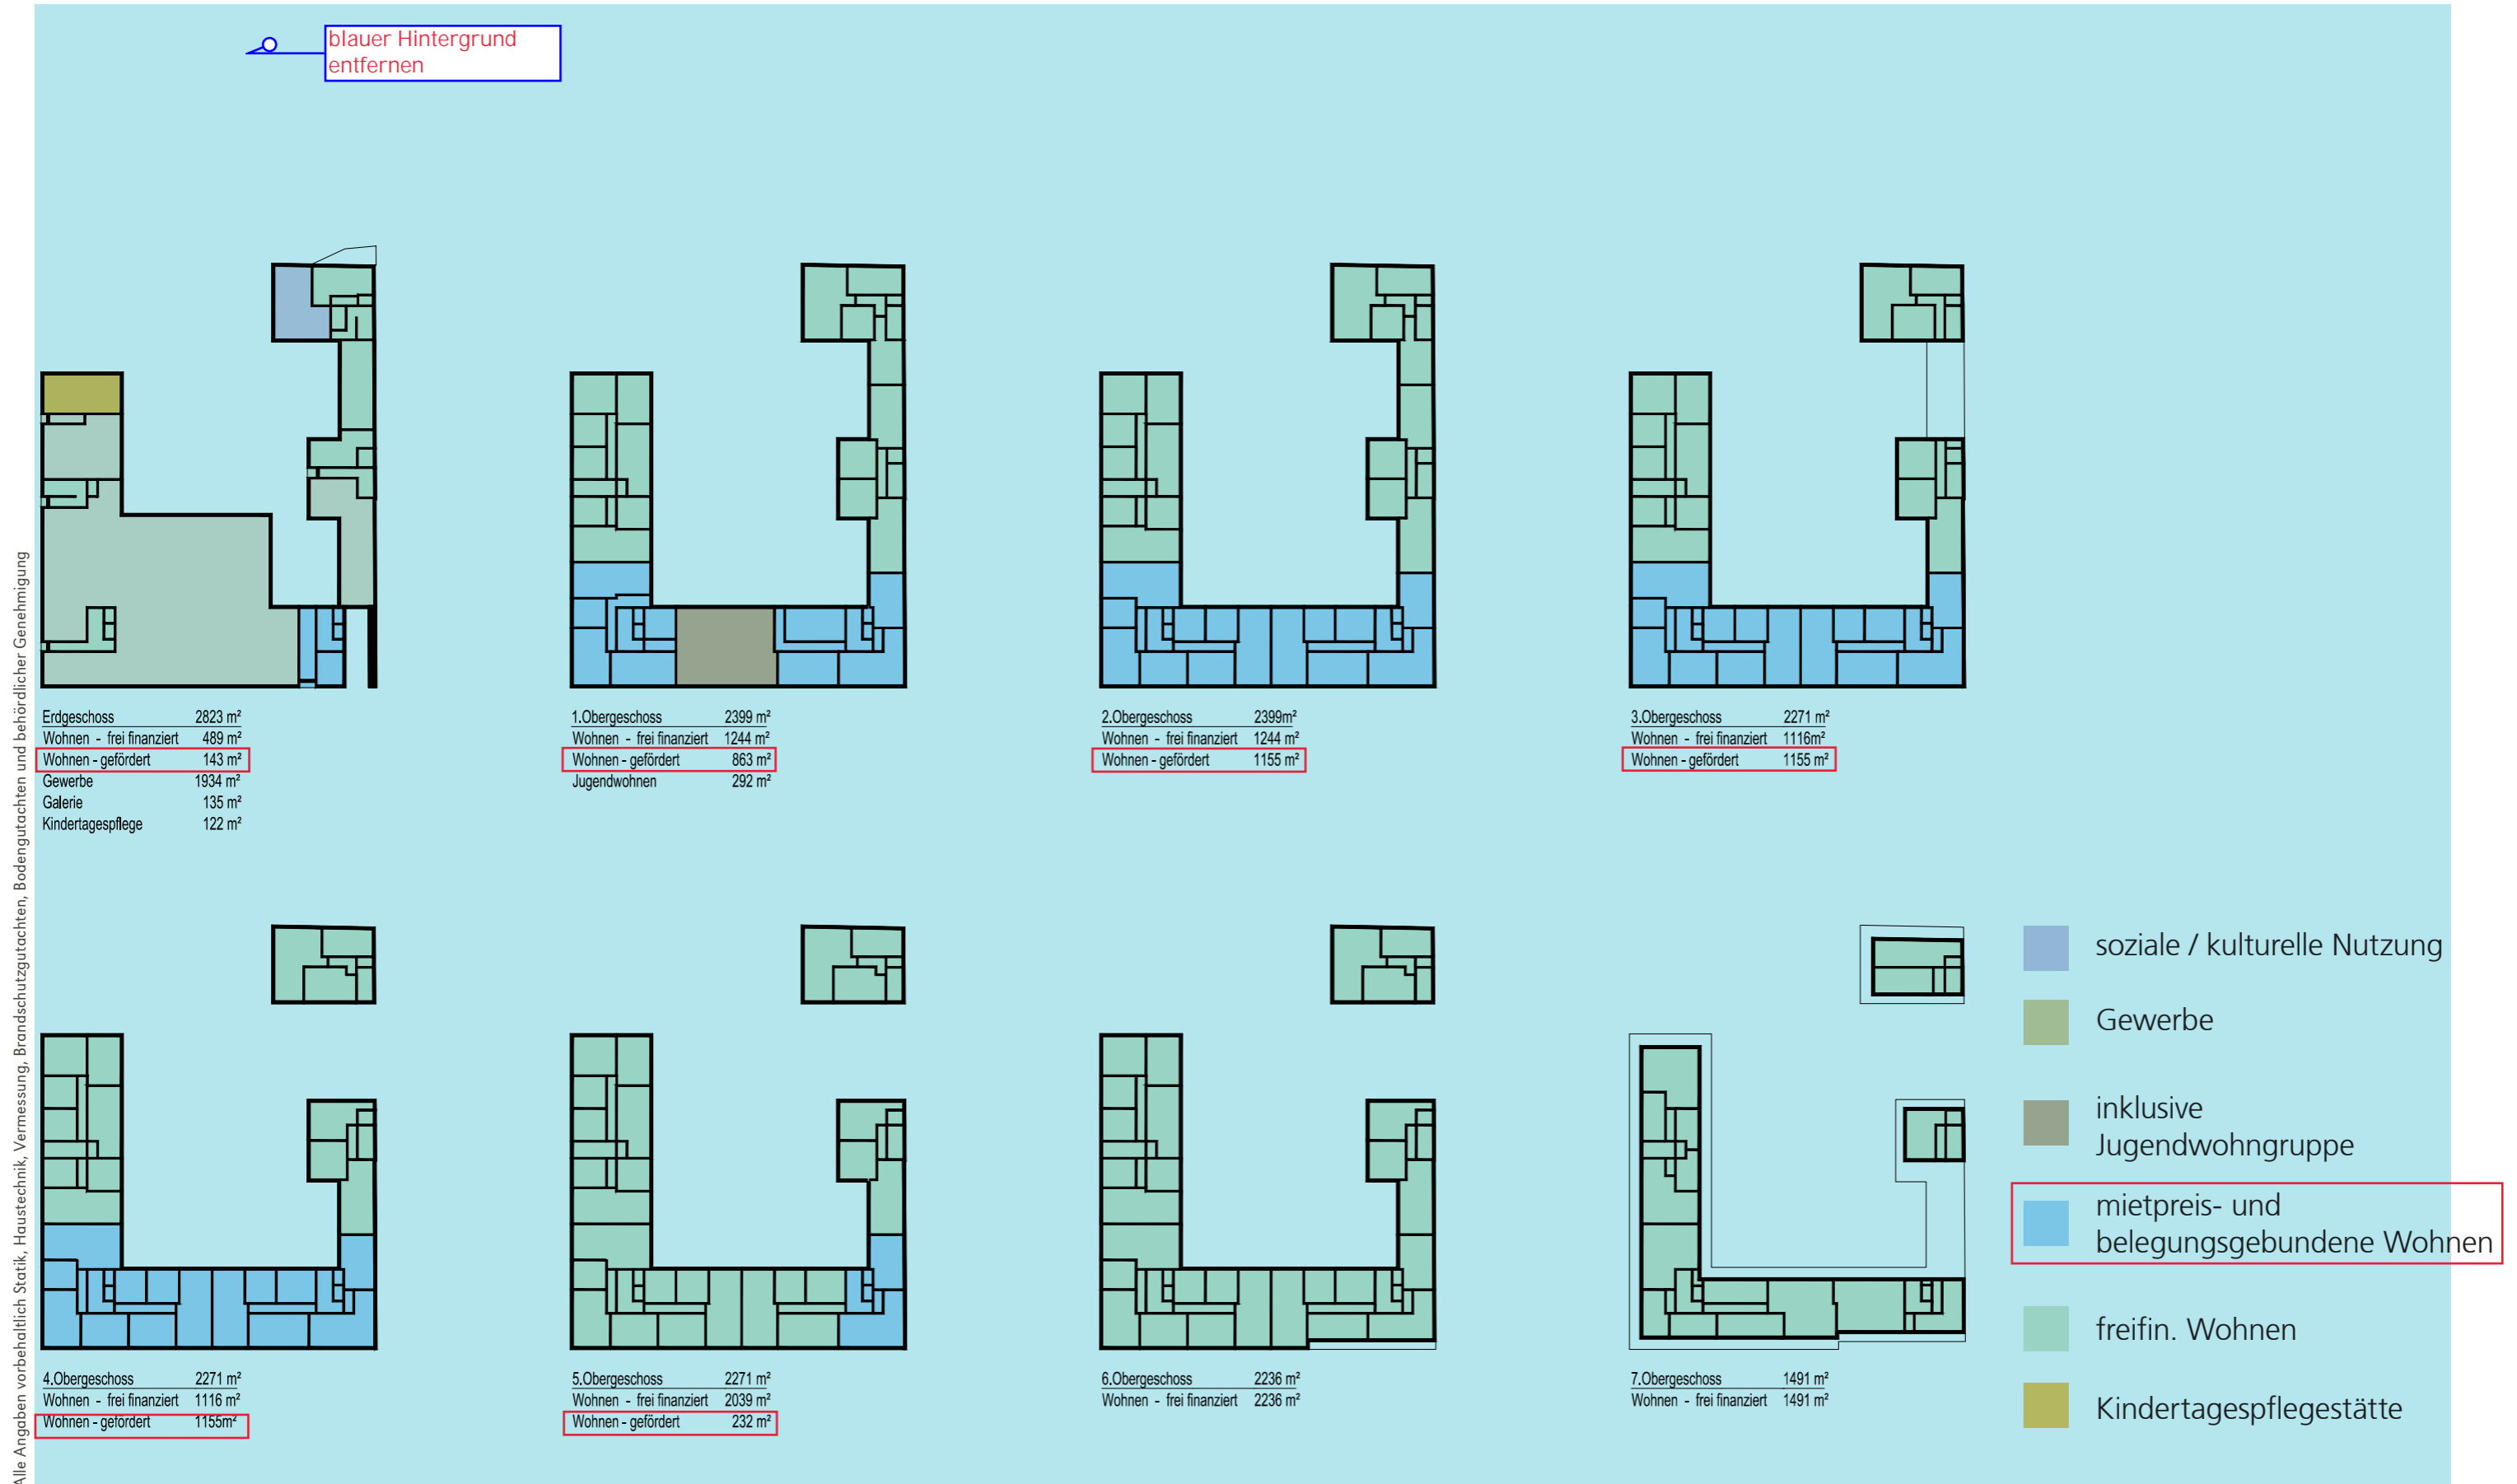 blauer Hintergrund
entfernen
Alle Angaben vorbehaltlich Statik, Haustechnik, Vermessung, Brandschutzgutachten, Bodengutachten und behördlicher Genehmigung
Erdgeschoss 2823 m²
Wohnen - frei finanziert 489 m²
Wohnen - gefördert 143 m²
Gewerbe 1934 m²
Galerie 135 m²
Kindertagespflege 122 m²
1.Obergeschoss 2399 m²
Wohnen - frei finanziert 1244 m²
Wohnen - gefördert 863 m²
Jugendwohnen 292 m²
2.Obergeschoss 2399m²
Wohnen - frei finanziert 1244 m²
Wohnen - gefördert 1155 m²
3.Obergeschoss 2271 m²
Wohnen - frei finanziert 1116m²
Wohnen - gefördert 1155 m²
4.Obergeschoss 2271 m²
Wohnen - frei finanziert 1116 m²
Wohnen - gefördert 1155m²
5.Obergeschoss 2271 m²
Wohnen - frei finanziert 2039 m²
Wohnen - gefördert 232 m²
6.Obergeschoss 2236 m²
Wohnen - frei finanziert 2236 m²
7.Obergeschoss 1491 m²
Wohnen - frei finanziert 1491 m²
soziale / kulturelle Nutzung
Gewerbe
inklusive
Jugendwohngruppe
mietpreis- und
belegungsgebundene Wohnen
freifin. Wohnen
Kindertagespflegestätte